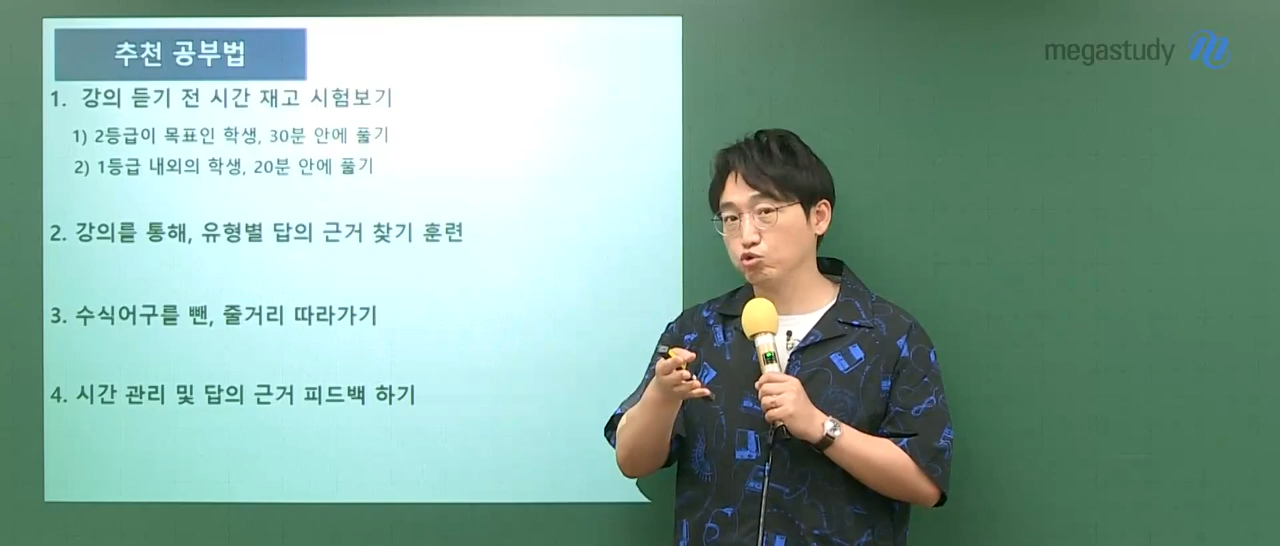 추천 공부법
megastudy
1. 강의 듣기 전 시간 재고 시험보기
1) 2등급이 목표인 학생, 30분 안에 풀기
2) 1등급 내외의 학생, 20분 안에 풀기
2. 강의를 통해, 유형별 답의 근거 찾기 훈련
3. 수식어구를 뺀, 줄거리 따라가기
4. 시간 관리 및 답의 근거 피드백 하기